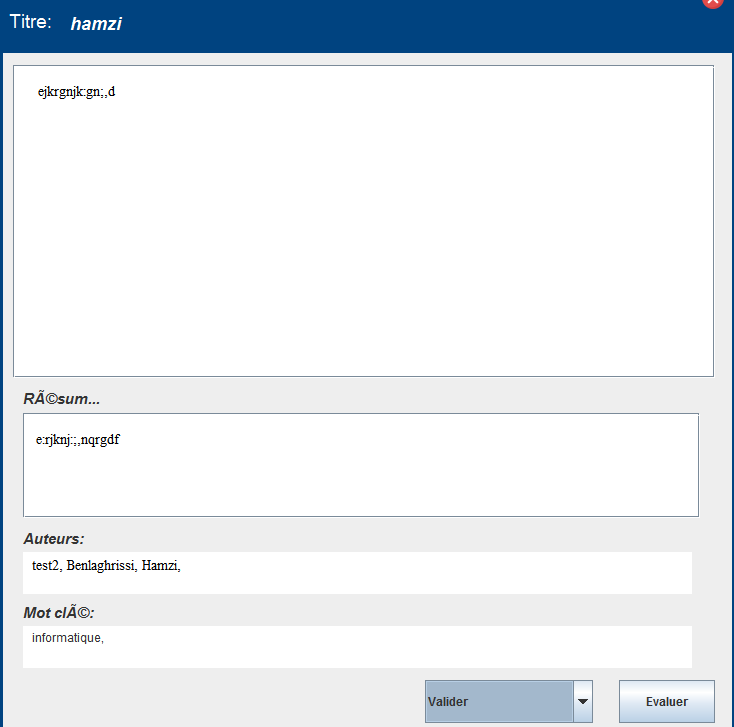 Titre: hamzi
ejkrgnjk:gn;,d
RÃ©sum...
e:rjknj:;,nqrgdf
Auteurs:
test2, Benlaghrissi, Hamzi,
Mot clÃ©:
informatique,
Valider
Evaluer